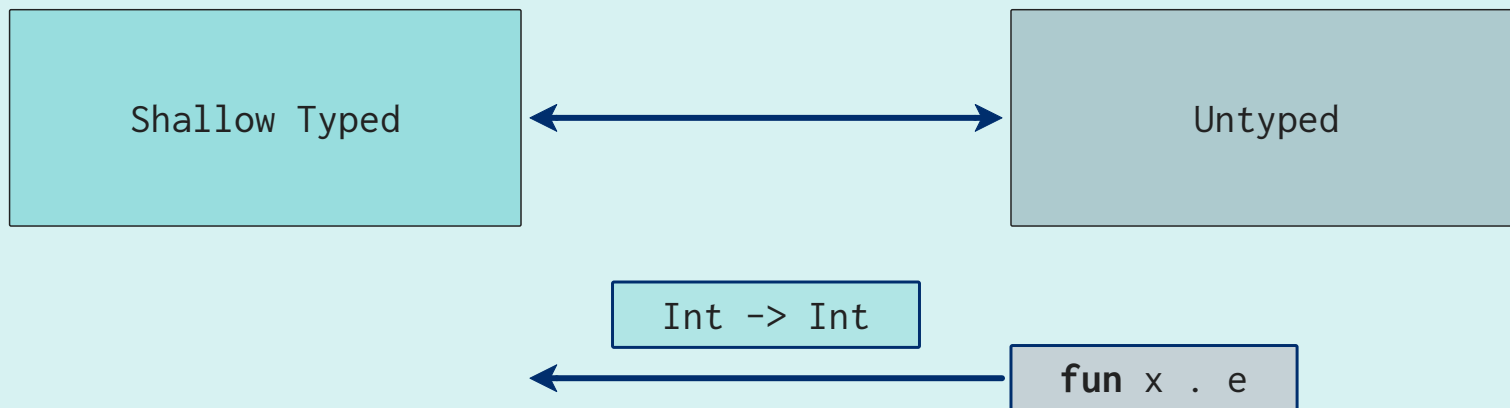 Shallow Typed
Untyped
Int -> Int
fun x . e